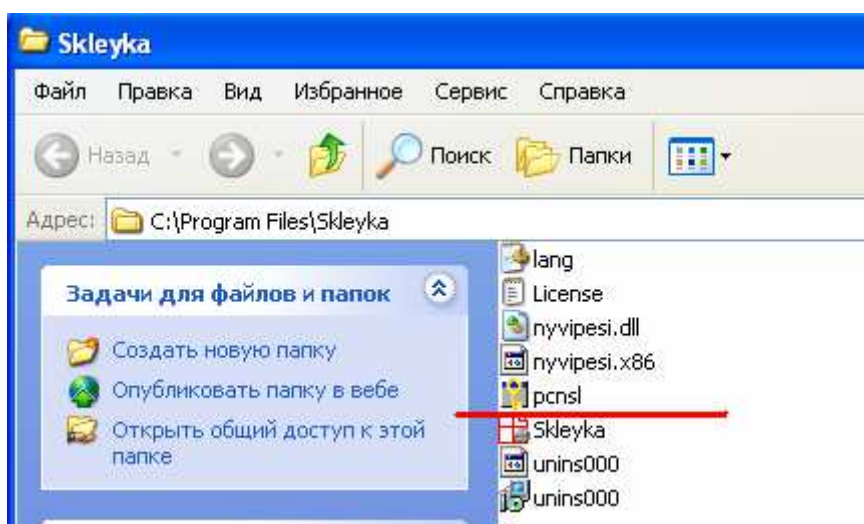 Skleyka
Файл Правка Вид Избранное Сервис Справка
Назад Поиск Папки
Адрес: C:\Program Files\Skleyka
Задачи для файлов и папок
Создать новую папку
Опубликовать папку в вебе
Открыть общий доступ к этой
папке
lang
License
nyvipesi.dll
nyvipesi.x86
pcnsl
Skleyka
unins000
unins000